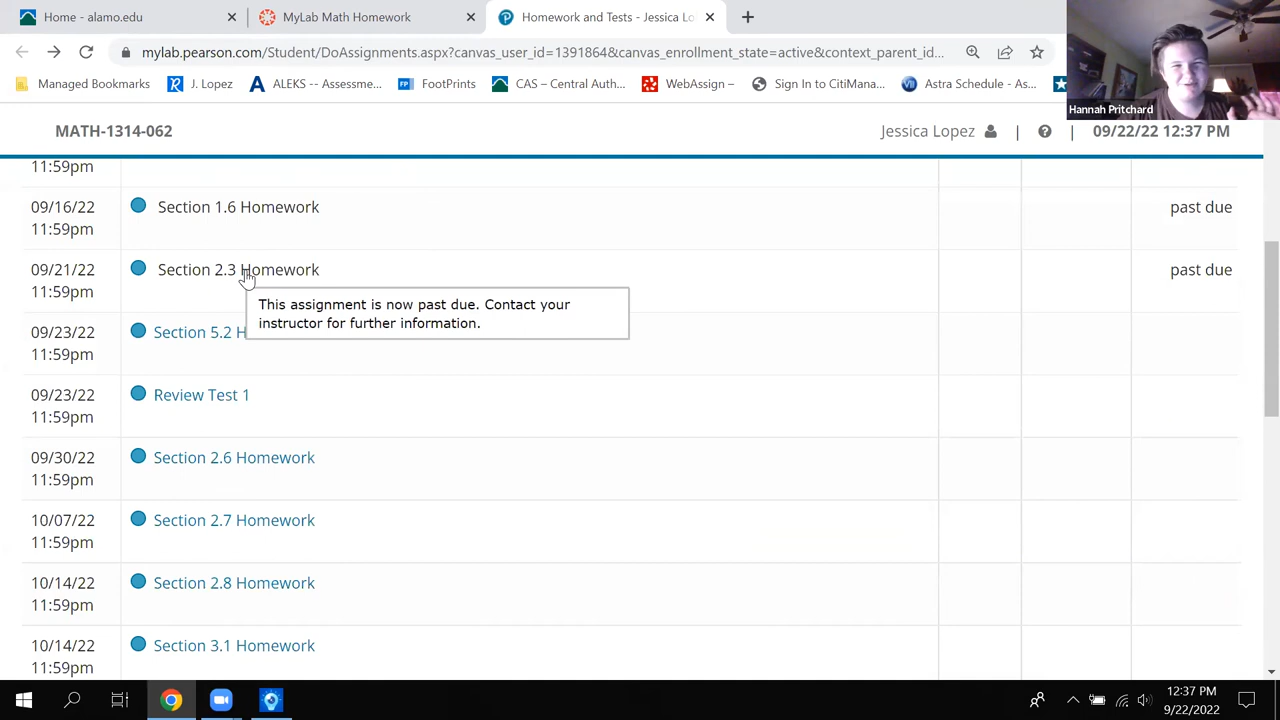 Home - alamo.edu
MyLab Math Homework
Homework and Tests - Jessica Lo
mylab.pearson.com/Student/DoAssignments.aspx?canvas_user_id=1391864&canvas_enrollment_state=active&context_parent_id...
Managed Bookmarks
J. Lopez
ALEKS -- Assessme...
FootPrints
CAS – Central Auth...
WebAssign –
Sign In to CitiMana...
Astra Schedule - As...
Hannah Pritchard
MATH-1314-062
Jessica Lopez
09/22/22 12:37 PM
11:59pm
09/16/22
11:59pm
Section 1.6 Homework
past due
09/21/22
11:59pm
Section 2.3 Homework
past due
This assignment is now past due. Contact your
instructor for further information.
09/23/22
11:59pm
Section 5.2 H
09/23/22
11:59pm
Review Test 1
09/30/22
11:59pm
Section 2.6 Homework
10/07/22
11:59pm
Section 2.7 Homework
10/14/22
11:59pm
Section 2.8 Homework
10/14/22
11:59pm
Section 3.1 Homework
12:37 PM
9/22/2022